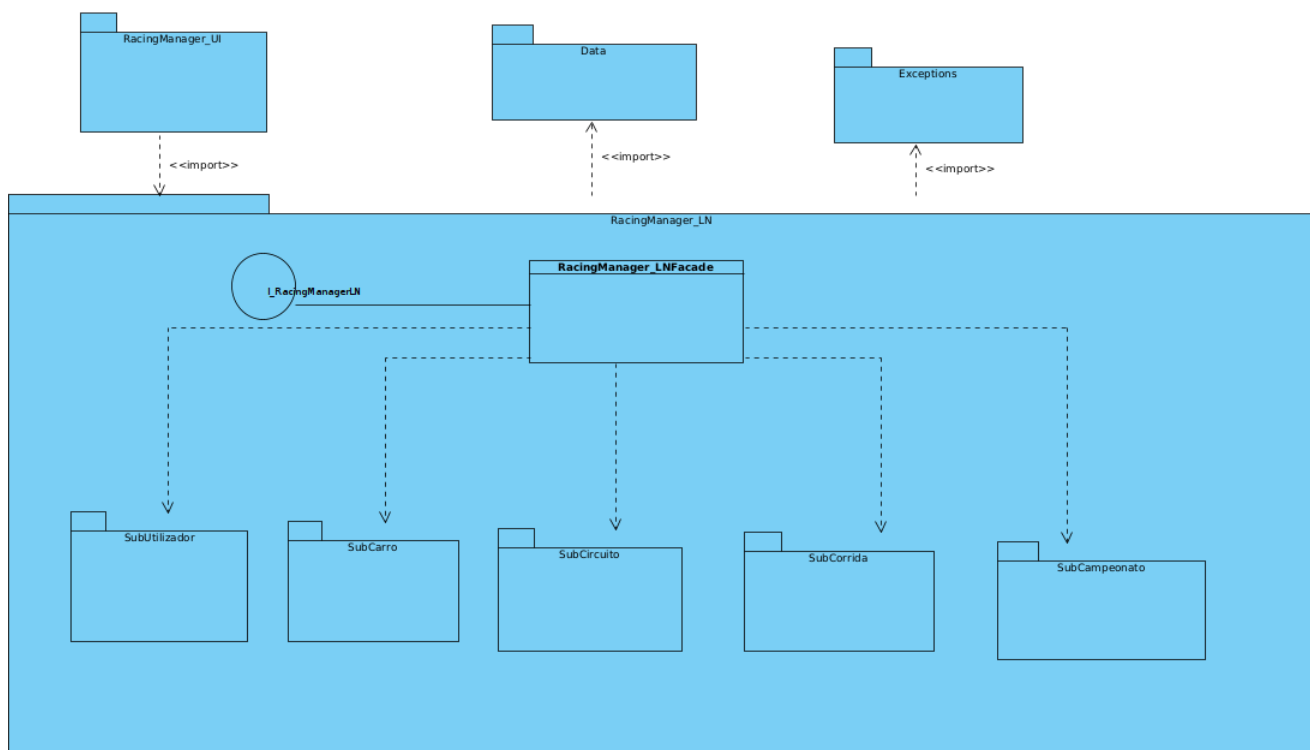 RacingManager_UI
Data
Exceptions
<<import>>
<<import>>
<<import>>
RacingManager_LN
RacingManager_LNFacade
I_RacingManagerLN
SubUtilizador
SubCarro
SubCircuito
SubCorrida
SubCampeonato